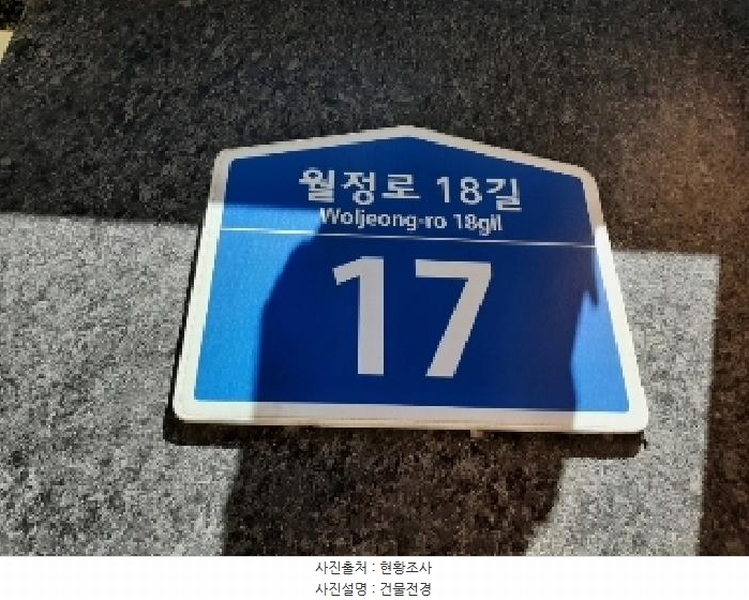 월정로 18길
Woljeong-ro 18gil
17
사진출처 : 현황조사
사진설명 : 건물전경